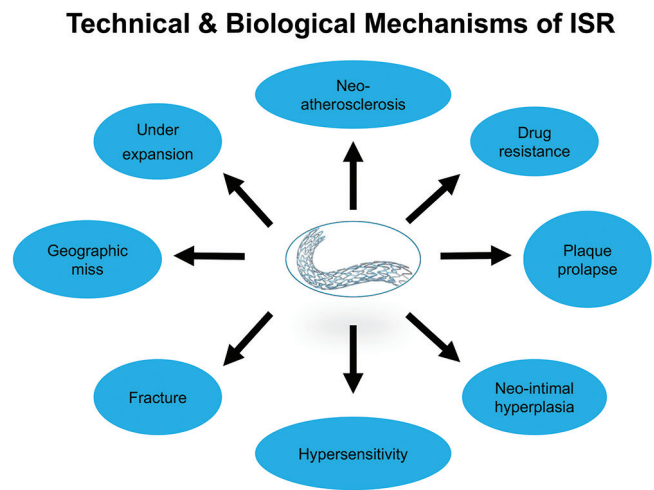 Technical & Biological Mechanisms of ISR
Neo-
atherosclerosis
Under
expansion
Drug
resistance
Geographic
miss
Plaque
prolapse
Fracture
Neo-intimal
hyperplasia
Hypersensitivity